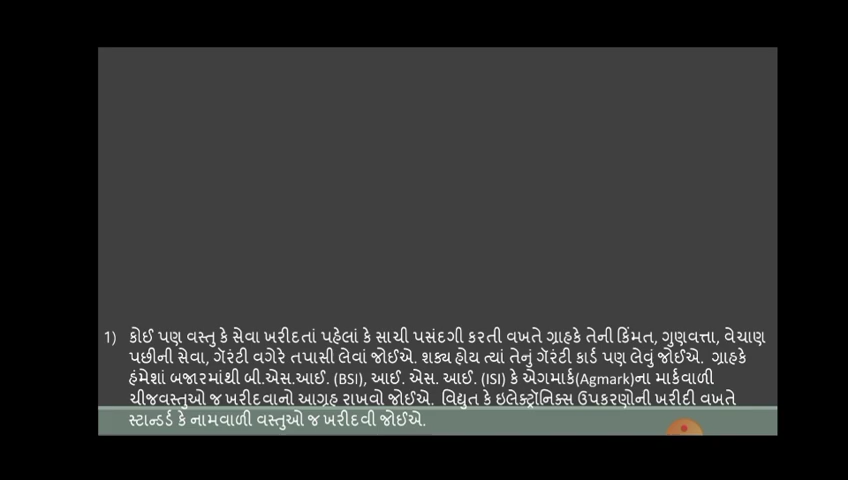 1) કોઈ પણ વસ્તુ કે સેવા ખરીદતાં પહેલાં કે સાચી પસંદગી કરતી વખતે ગ્રાહકે તેની કિંમત, ગુણવત્તા, વેચાણ
પછીની સેવા, ગૅરંટી વગેરે તપાસી લેવાં જોઈએ. શક્ય હોય ત્યાં તેનું ગૅરંટી કાર્ડ પણ લેવું જોઈએ. ગ્રાહકે
હંમેશાં બજારમાંથી બી.એસ.આઈ. (BSI), આઈ. એસ. આઈ. (ISI) કે એગમાર્ક(Agmark)ના માર્કવાળી
ચીજવસ્તુઓ જ ખરીદવાનો આગ્રહ રાખવો જોઈએ. વિદ્યુત કે ઇલેક્ટ્રૉનિક્સ ઉપકરણોની ખરીદી વખતે
સ્ટાન્ડર્ડ કે નામવાળી વસ્તુઓ જ ખરીદવી જોઈએ.